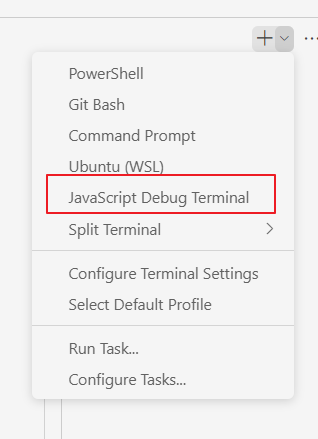 PowerShell
Git Bash
Command Prompt
Ubuntu (WSL)
JavaScript Debug Terminal
Split Terminal
Configure Terminal Settings
Select Default Profile
Run Task...
Configure Tasks...